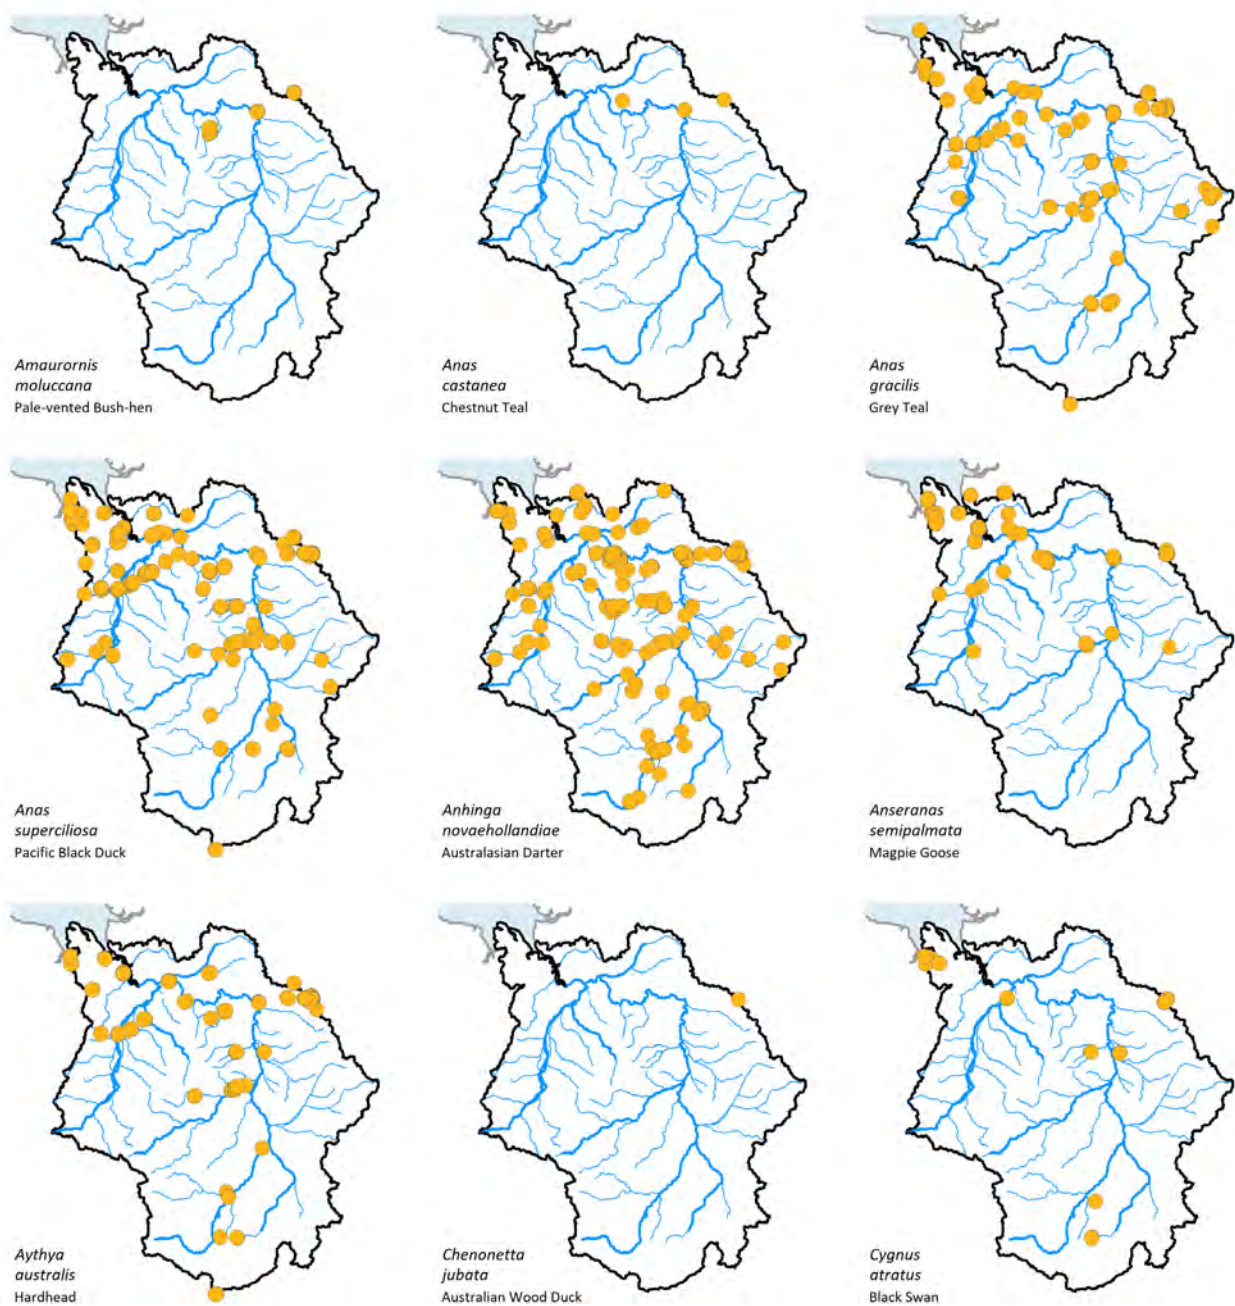 Amaurornis
moluccana
Pale-vented Bush-hen
Anas
castanea
Chestnut Teal
Anas
gracilis
Grey Teal
Anas
superciliosa
Pacific Black Duck
Anhinga
novaehollandiae
Australasian Darter
Anseranas
semipalmata
Magpie Goose
Aythya
australis
Hardhead
Chenonetta
jubata
Australian Wood Duck
Cygnus
atratus
Black Swan